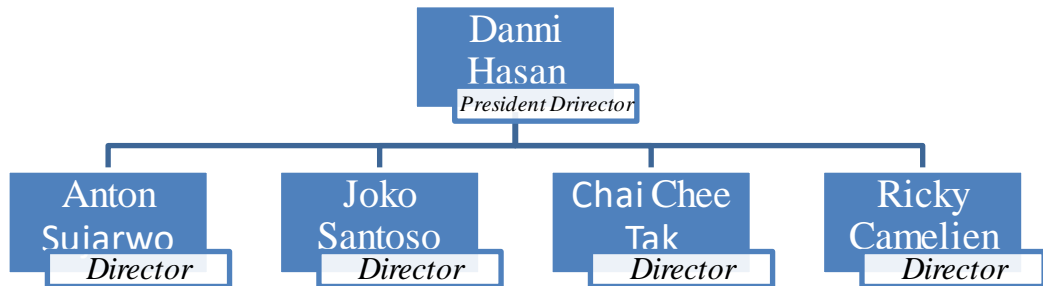 Danni
Hasan
President Drirector
Anton
Sujarwo
Director
Joko
Santoso
Director
Chai Chee
Tak
Director
Ricky
Camelien
Director